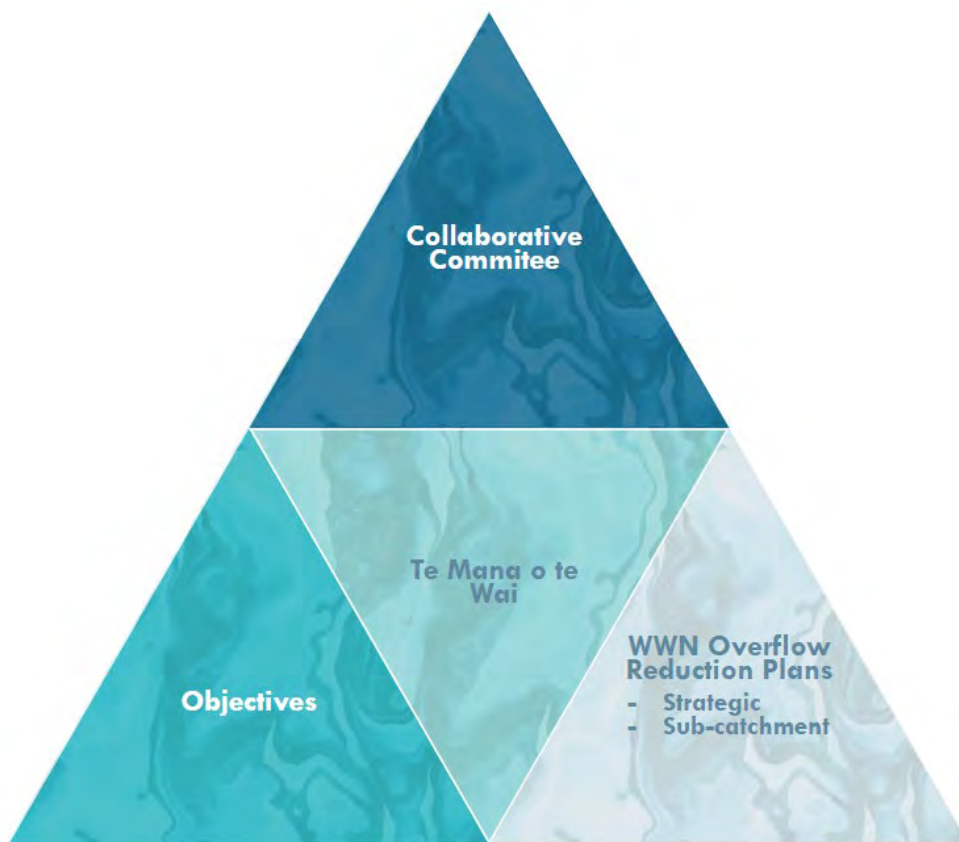 Collaborative
Commitee
Te Mana o te
Wai
Objectives
WWN Overflow
Reduction Plans
- Strategic
- Sub-catchment